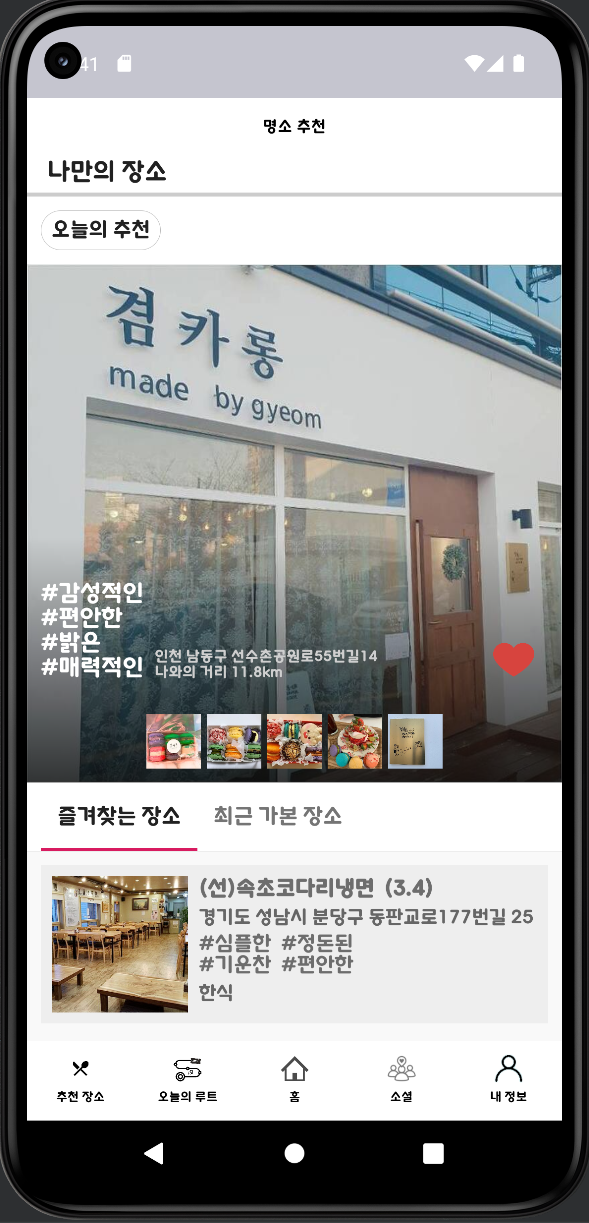 41
명소 추천
나만의 장소
오늘의 추천
겸카롱
made by gyeom
#감성적인
#편안한
#밝은
#매력적인
인천 남동구 선수촌공원로55번길14
나와의 거리 11.8km
즐겨찾는 장소 최근 가본 장소
(선)속초코다리냉면 (3.4)
경기도 성남시 분당구 동판교로177번길 25
#심플한 #정돈된
#기운찬 #편안한
한식
추천 장소 오늘의 루트 홈 소셜 내 정보